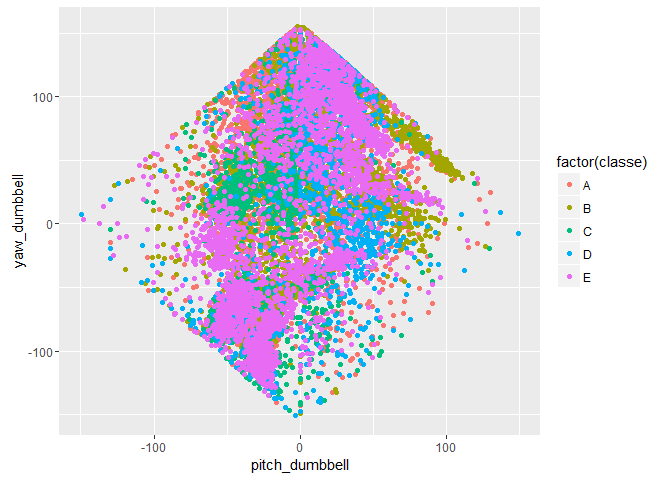 100
0
-100
-100
0
100
yaw_dumbbell
pitch_dumbbell
factor(classe)
A
B
C
D
E